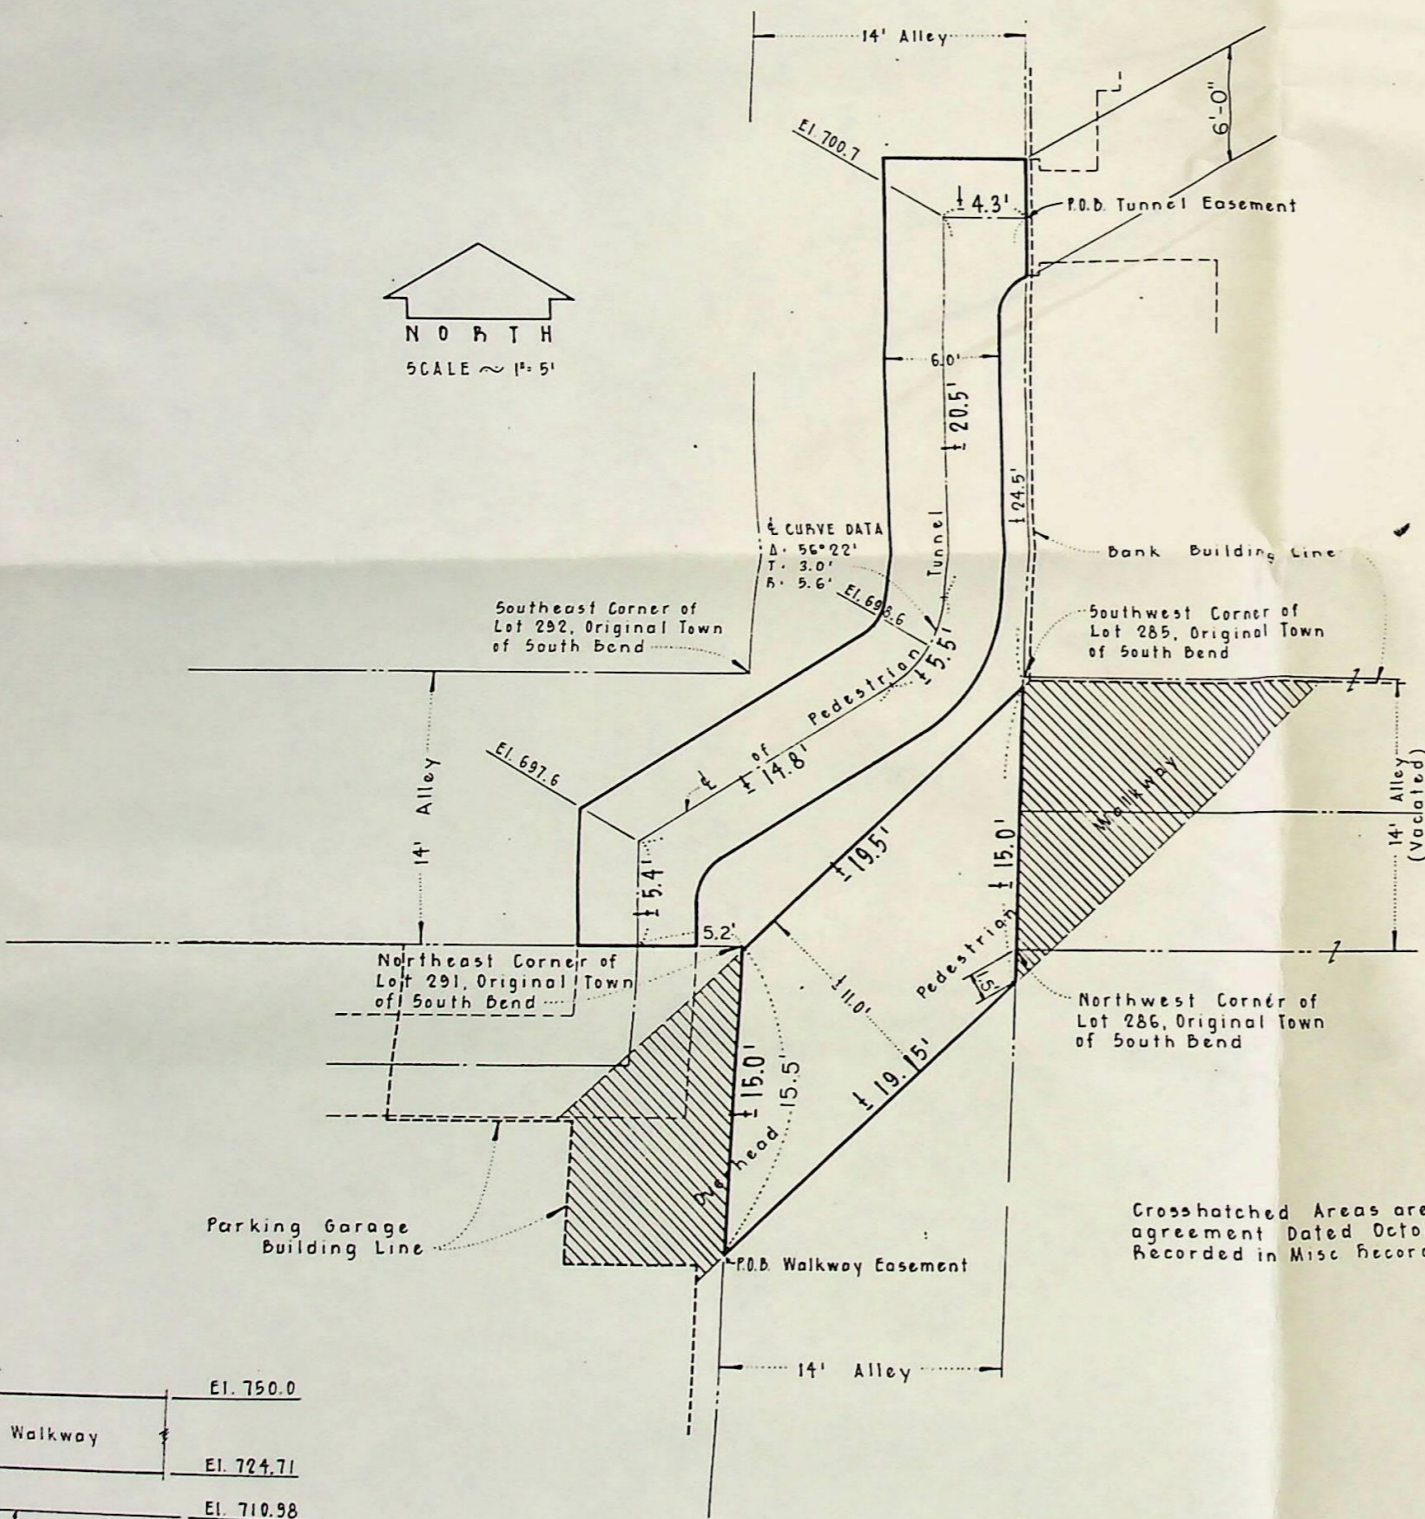 14' Alley
6'-0"
El. 700.7
± 4.3'
P.O.B. Tunnel Easement
NORTH
SCALE ~ 1"= 5'
6.0'
± 20.5'
± 24.5'
Tunnel
℄ CURVE DATA
Δ= 56°22'
T= 3.0'
R= 5.6'
El. 698.6
Bank Building Line
Southeast Corner of
Lot 292, Original Town
of South Bend
Southwest Corner of
Lot 285, Original Town
of South Bend
± 5.5'
℄ of Pedestrian
± 14.8'
El. 697.6
14' Alley
14' Alley
(Vacated)
Walkway
± 19.5'
± 15.0'
± 5.4'
5.2'
Northeast Corner of
Lot 291, Original Town
of South Bend
Pedestrian
1.5'
± 11.0'
Northwest Corner of
Lot 286, Original Town
of South Bend
± 15.0'
15.5'
± 19.15'
Overhead
Parking Garage
Building Line
P.O.B. Walkway Easement
Crosshatched Areas are
agreement Dated Octo
Recorded in Misc Record
14' Alley
El. 750.0
Walkway
El. 724.71
El. 710.98